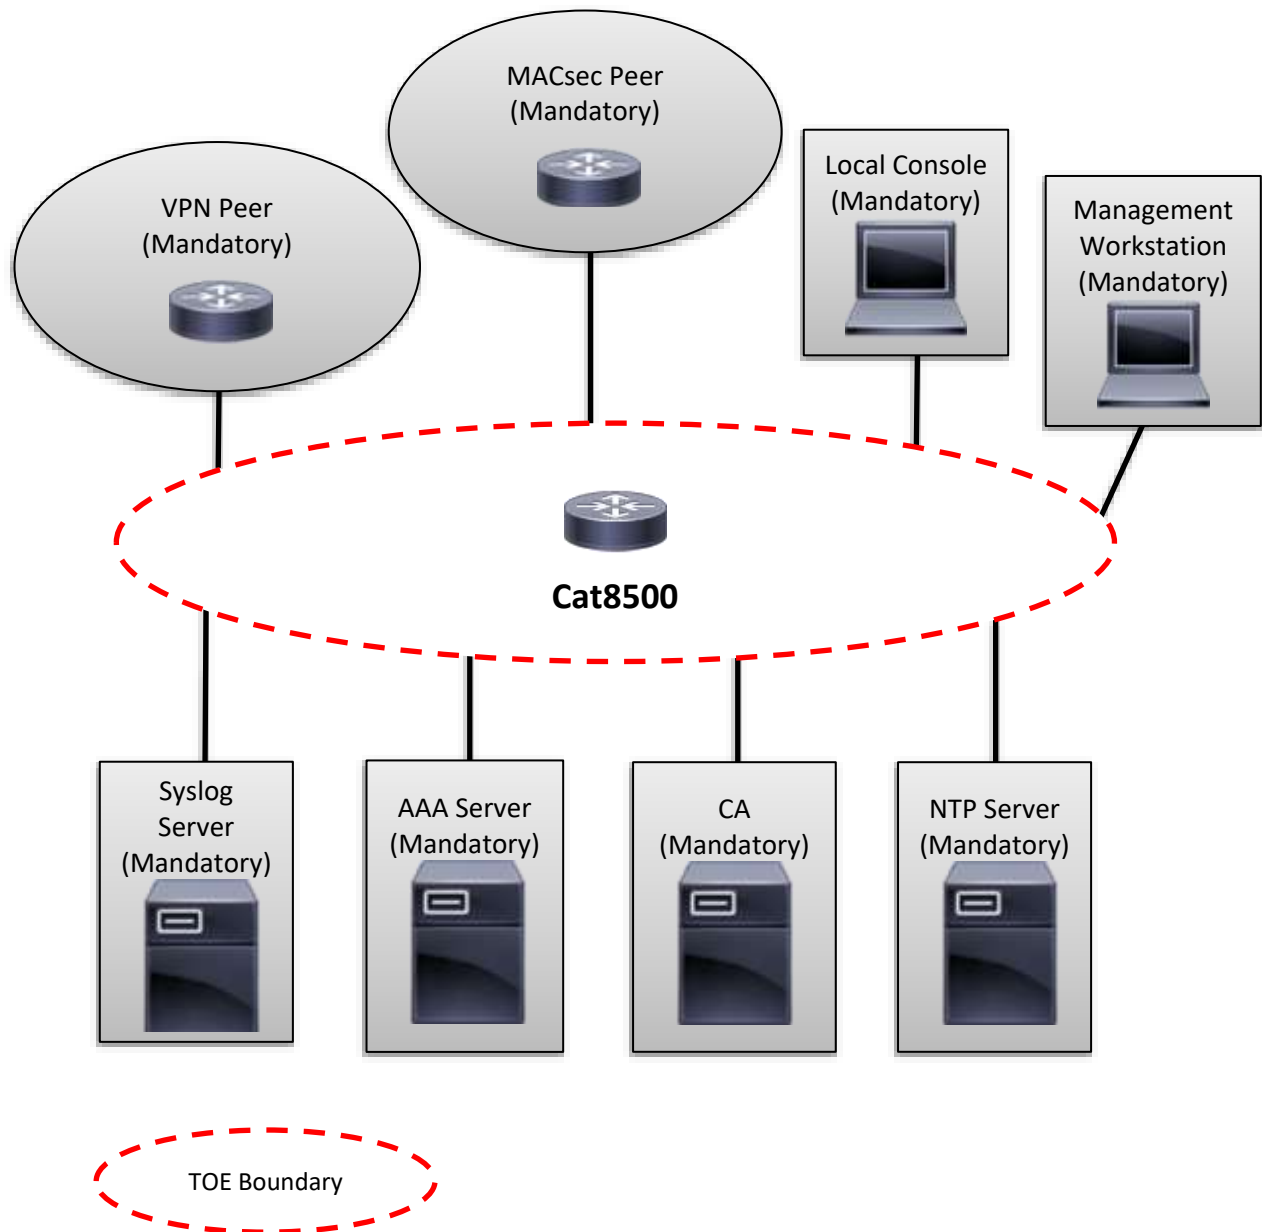 MACsec Peer
(Mandatory)
VPN Peer
(Mandatory)
Local Console
(Mandatory)
Management
Workstation
(Mandatory)
Cat8500
Syslog
Server
(Mandatory)
AAA Server
(Mandatory)
CA
(Mandatory)
NTP Server
(Mandatory)
TOE Boundary